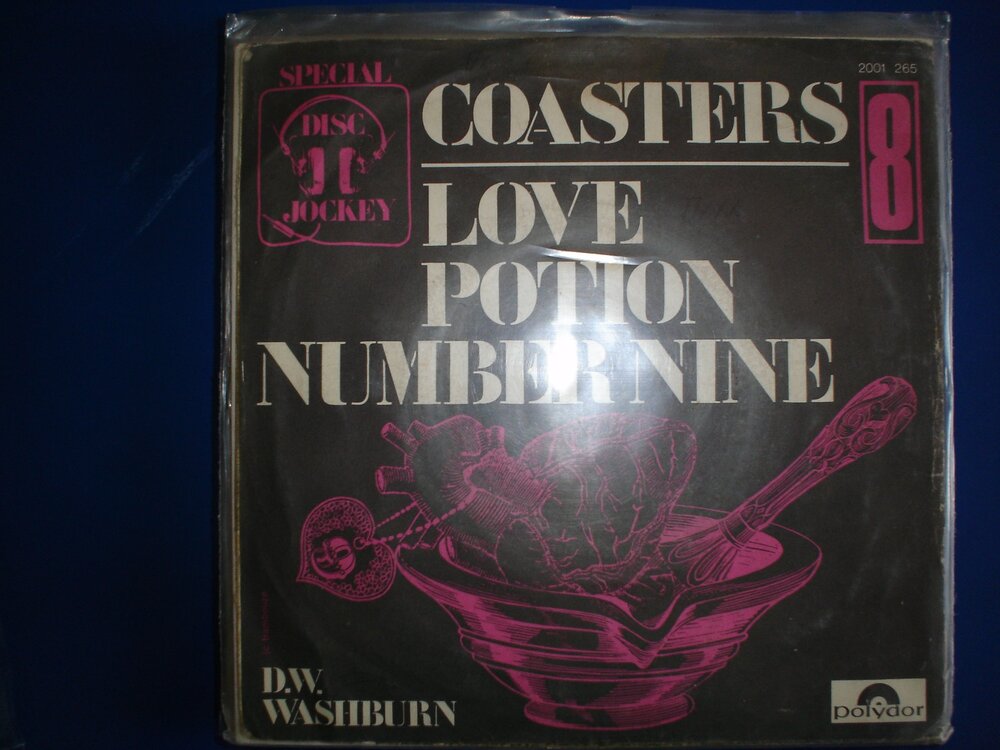 SPECIAL
DISC
JOCKEY
COASTERS
2001 265
8
LOVE
POTION
NUMBER NINE
D.W.
WASHBURN
polydor